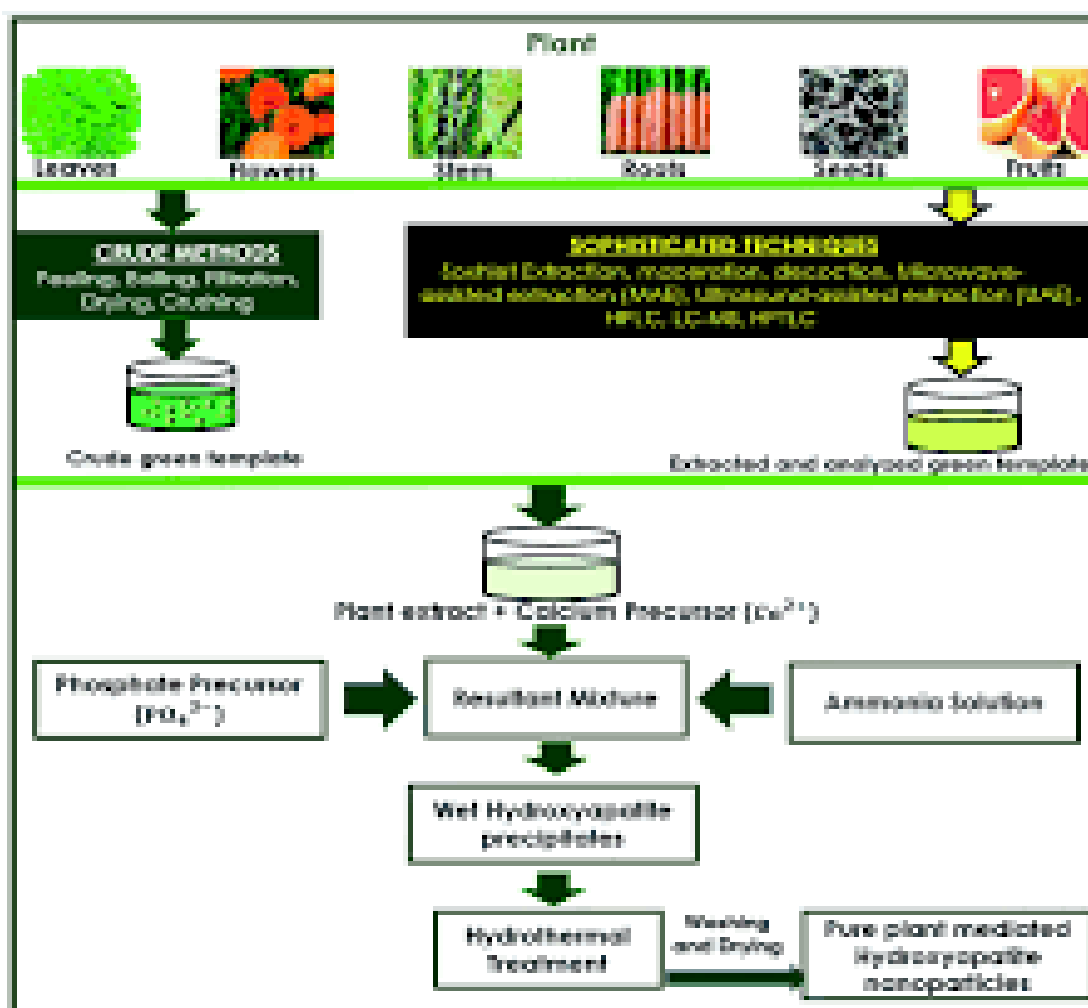 Plant
Leaves
Flowers
Stem
Roots
Seeds
Fruits
CRUDE METHODS
Peeling, Boiling, Filtration,
Drying, Crushing
SOPHISTICATED TECHNIQUES
Soxhlet Extraction, maceration, decoction, Microwave-
assisted extraction (MAE), Ultrasound-assisted extraction (UAE),
HPLC, LC-MS, HPTLC
Crude green template
Extracted and analysed green template
Plant extract + Calcium Precursor (Ca²⁺)
Phosphate Precursor
Resultant Mixture
Ammonia Solution
Wet Hydroxyapatite
precipitates
Hydrothermal
Treatment
Washing
and Drying
Pure plant mediated
Hydroxyapatite
nanoparticles